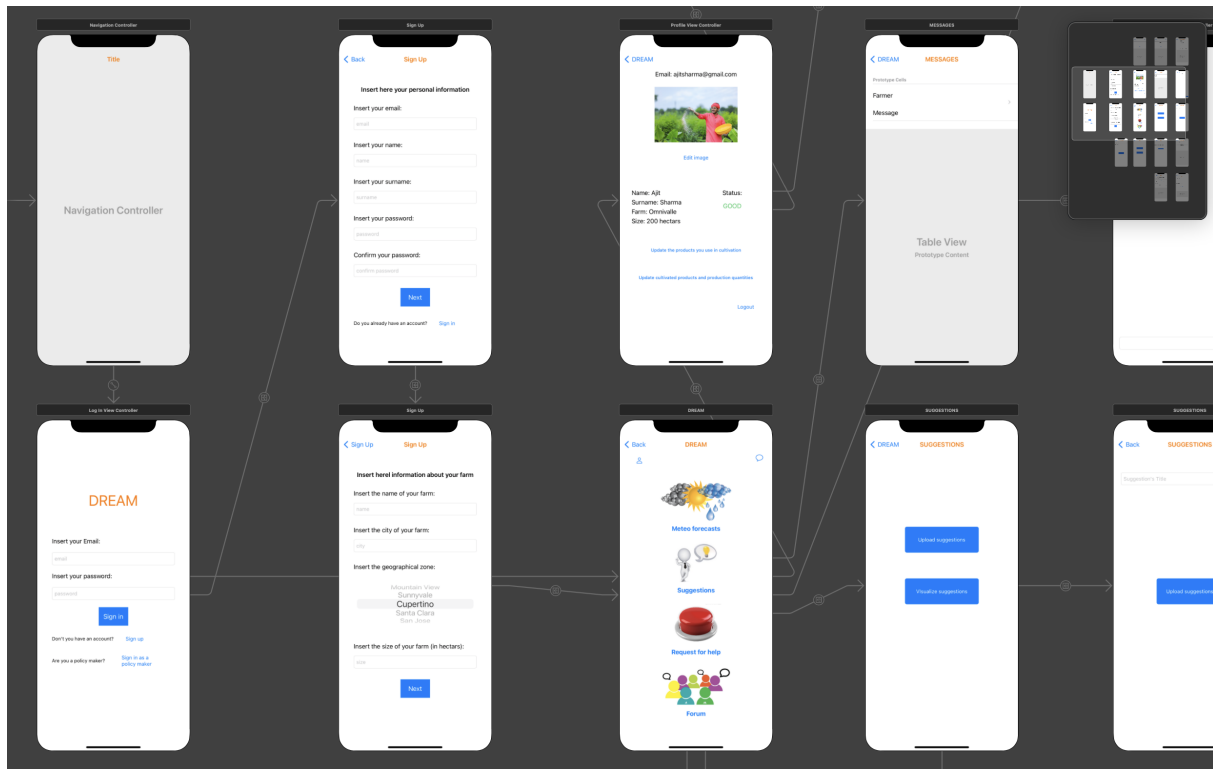 Navigation Controller
Title
Navigation Controller
Sign Up
Back
Sign Up
Insert here your personal information
Insert your email:
email
Insert your name:
name
Insert your surname:
surname
Insert your password:
password
Confirm your password:
confirm password
Next
Do you already have an account? Sign in
Profile View Controller
DREAM
Email: ajitsharma@gmail.com
Edit image
Name: Ajit
Status:
Surname: Sharma
GOOD
Farm: Omnivalle
Size: 200 hectars
Update the products you use in cultivation
Update cultivated products and production quantities
Logout
MESSAGES
DREAM
MESSAGES
Prototype Cells
Farmer
Message
Table View
Prototype Content
Log In View Controller
DREAM
Insert your Email:
email
Insert your password:
password
Sign in
Don't you have an account? Sign up
Are you a policy maker? Sign in as a
policy maker
Sign Up
Sign Up
Sign Up
Insert herel information about your farm
Insert the name of your farm:
name
Insert the city of your farm:
city
Insert the geographical zone:
Mountain View
Sunnyvale
Cupertino
Santa Clara
San Jose
Insert the size of your farm (in hectars):
size
Next
DREAM
Back
DREAM
Meteo forecasts
Suggestions
Request for help
Forum
SUGGESTIONS
DREAM
SUGGESTIONS
Upload suggestions
Visualize suggestions
SUGGESTIONS
Back
SUGGESTIONS
Suggestion's Title
Upload suggestions